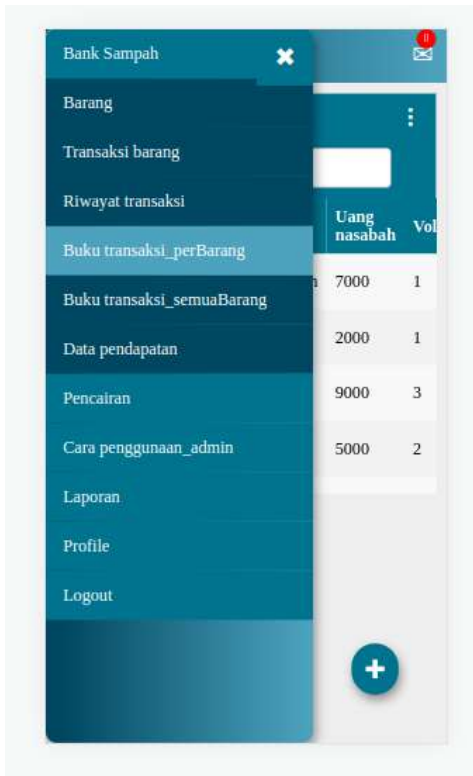 Bank Sampah
Barang
Transaksi barang
Riwayat transaksi
Uang
nasabah
Vol
Buku transaksi_perBarang
7000 1
Buku transaksi_semuaBarang
Data pendapatan
2000 1
Pencairan
9000 3
Cara penggunaan_admin
5000 2
Laporan
Profile
Logout